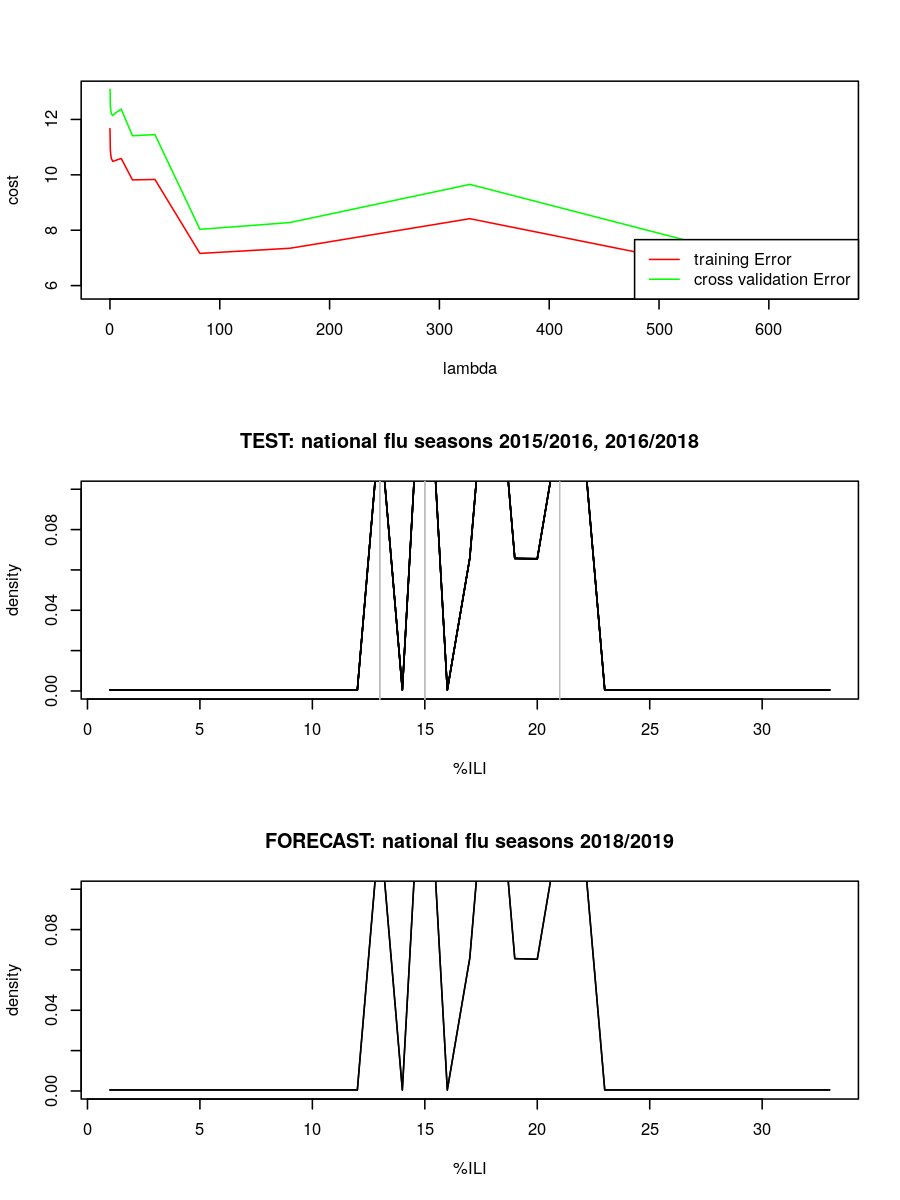 12
10
8
6
cost
training Error
cross validation Error
0 100 200 300 400 500 600
lambda
TEST: national flu seasons 2015/2016, 2016/2018
0.08
0.04
0.00
density
0 5 10 15 20 25 30
%ILI
FORECAST: national flu seasons 2018/2019
0.08
0.04
0.00
density
0 5 10 15 20 25 30
%ILI